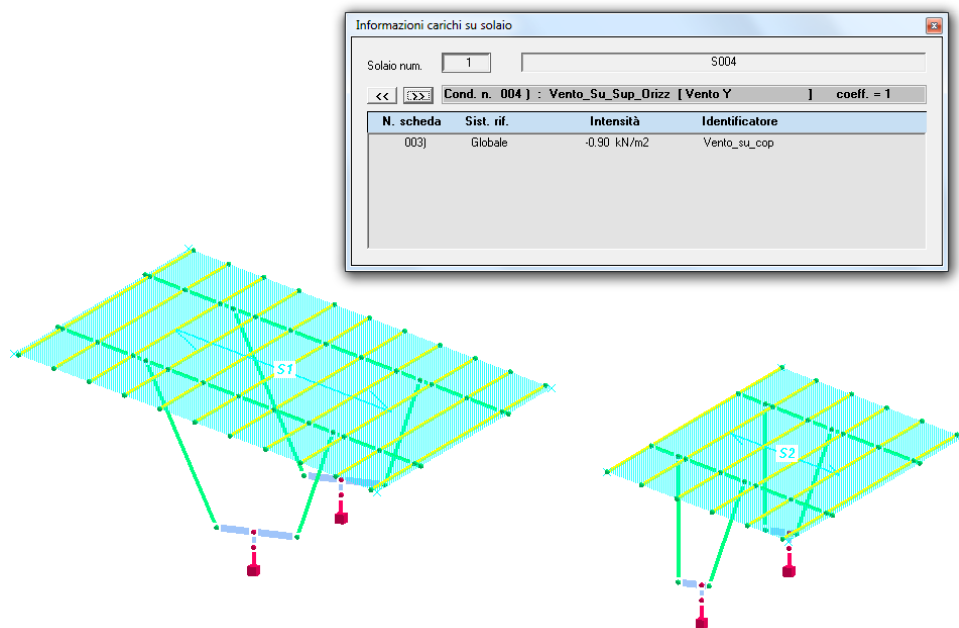 Informazioni carichi su solaio
Solaio num. 1 S004
<< >> Cond. n. 004 ) : Vento_Su_Sup_Orizz [ Vento Y ] coeff. = 1
N. scheda Sist. rif. Intensità Identificatore
003) Globale -0.90 kN/m2 Vento_su_cop
S1
S2